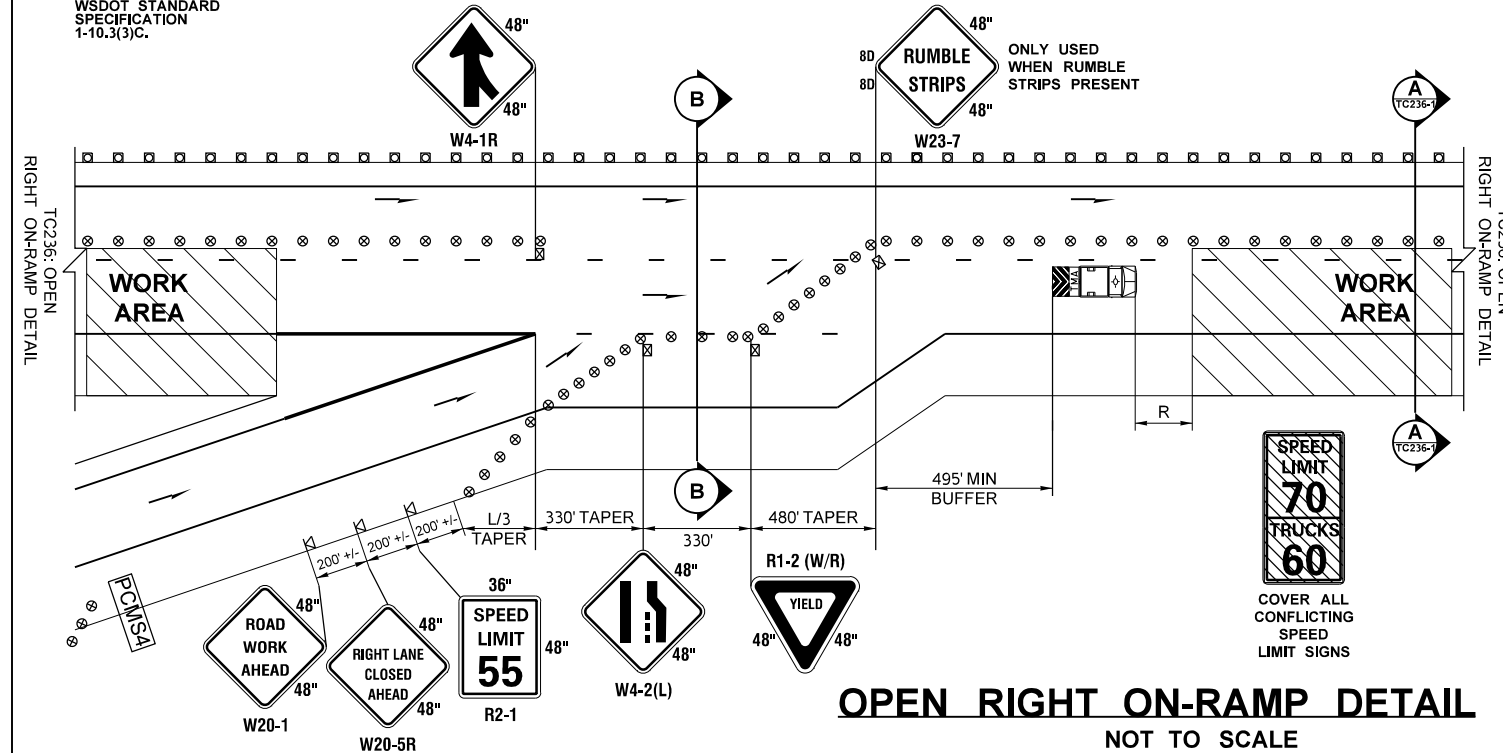 WSDOT STANDARD
SPECIFICATION
1-10.3(3)C.
48"
48"
W4-1R
B
8D
8D
RUMBLE
STRIPS
48"
48"
W23-7
ONLY USED
WHEN RUMBLE
STRIPS PRESENT
A
TC236-1
TC236: OPEN
RIGHT ON-RAMP DETAIL
WORK
AREA
TMA
WORK
AREA
RIGHT ON-RAMP DETAIL
R
495' MIN
BUFFER
B
A
TC236-1
L/3
TAPER
330' TAPER
330'
480' TAPER
200' +/-
200' +/-
200' +/-
PCMS4
ROAD
WORK
AHEAD
48"
48"
W20-1
RIGHT LANE
CLOSED
AHEAD
48"
48"
W20-5R
36"
SPEED
LIMIT
55
48"
R2-1
48"
48"
W4-2(L)
R1-2 (W/R)
YIELD
48"
48"
SPEED
LIMIT
70
TRUCKS
60
COVER ALL
CONFLICTING
SPEED
LIMIT SIGNS
OPEN RIGHT ON-RAMP DETAIL
NOT TO SCALE